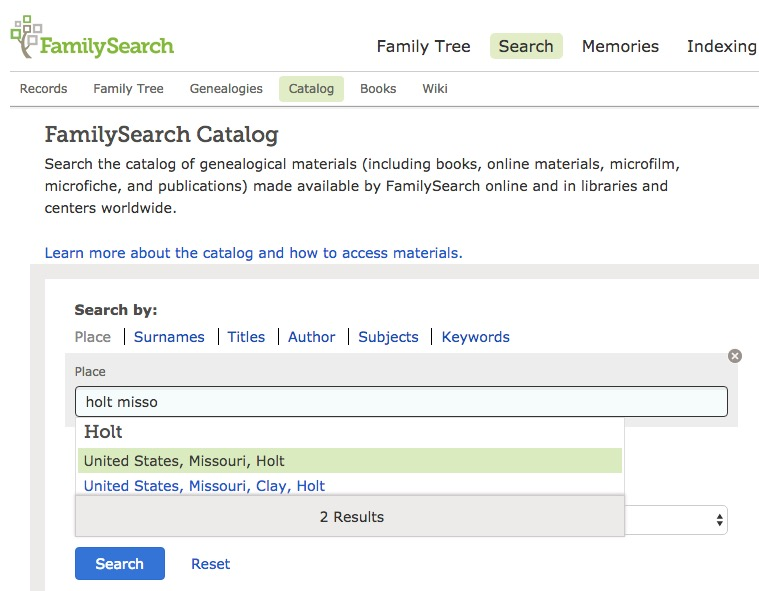 FamilySearch
Family Tree Search Memories Indexing
Records Family Tree Genealogies Catalog Books Wiki
FamilySearch Catalog
Search the catalog of genealogical materials (including books, online materials, microfilm,
microfiche, and publications) made available by FamilySearch online and in libraries and
centers worldwide.
Learn more about the catalog and how to access materials.
Search by:
Place Surnames Titles Author Subjects Keywords
Place
holt misso
Holt
United States, Missouri, Holt
United States, Missouri, Clay, Holt
2 Results
Search Reset